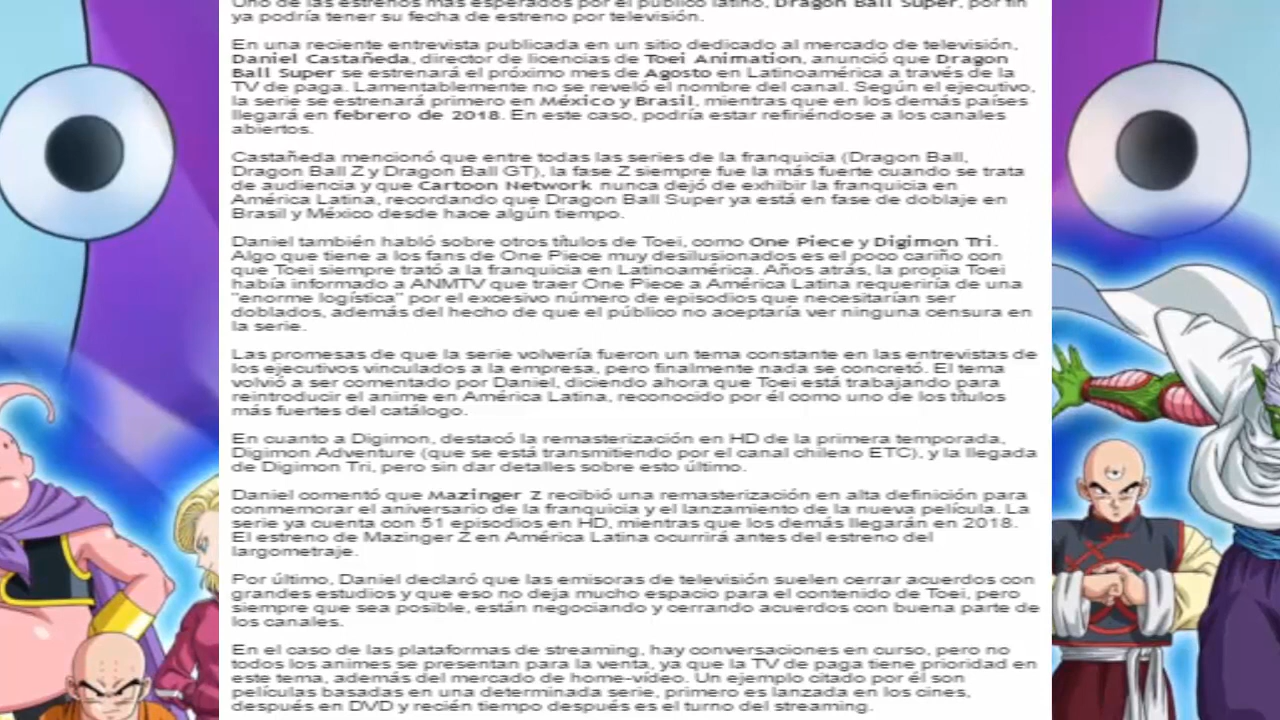 Uno de las estrenos más esperados por el público latino, Dragon Ball Super, por fin
ya podría tener su fecha de estreno por televisión.
En una reciente entrevista publicada en un sitio dedicado al mercado de televisión,
Daniel Castañeda, director de licencias de Toei Animation, anunció que Dragon
Ball Super se estrenará el próximo mes de Agosto en Latinoamérica a través de la
TV de paga. Lamentablemente no se reveló el nombre del canal. Según el ejecutivo,
la serie se estrenará primero en México y Brasil, mientras que en los demás países
llegará en febrero de 2018. En este caso, podría estar refiriéndose a los canales
abiertos.
Castañeda mencionó que entre todas las series de la franquicia (Dragon Ball,
Dragon Ball Z y Dragon Ball GT), la fase Z siempre fue la más fuerte cuando se trata
de audiencia y que Cartoon Network nunca dejó de exhibir la franquicia en
América Latina, recordando que Dragon Ball Super ya está en fase de doblaje en
Brasil y México desde hace algún tiempo.
Daniel también habló sobre otros títulos de Toei, como One Piece y Digimon Tri.
Algo que tiene a los fans de One Piece muy desilusionados es el poco cariño con
que Toei siempre trató a la franquicia en Latinoamérica. Años atrás, la propia Toei
había informado a ANMTV que traer One Piece a América Latina requeriría de una
"enorme logística" por el excesivo número de episodios que necesitarían ser
doblados, además del hecho de que el público no aceptaría ver ninguna censura en
la serie.
Las promesas de que la serie volvería fueron un tema constante en las entrevistas de
los ejecutivos vinculados a la empresa, pero finalmente nada se concretó. El tema
volvió a ser comentado por Daniel, diciendo ahora que Toei está trabajando para
reintroducir el anime en América Latina, reconocido por él como uno de los títulos
más fuertes del catálogo.
En cuanto a Digimon, destacó la remasterización en HD de la primera temporada,
Digimon Adventure (que se está transmitiendo por el canal chileno ETC), y la llegada
de Digimon Tri, pero sin dar detalles sobre esto último.
Daniel comentó que Mazinger Z recibió una remasterización en alta definición para
conmemorar el aniversario de la franquicia y el lanzamiento de la nueva película. La
serie ya cuenta con 51 episodios en HD, mientras que los demás llegarán en 2018.
El estreno de Mazinger Z en América Latina ocurrirá antes del estreno del
largometraje.
Por último, Daniel declaró que las emisoras de televisión suelen cerrar acuerdos con
grandes estudios y que eso no deja mucho espacio para el contenido de Toei, pero
siempre que sea posible, están negociando y cerrando acuerdos con buena parte de
los canales.
En el caso de las plataformas de streaming, hay conversaciones en curso, pero no
todos los animes se presentan para la venta, ya que la TV de paga tiene prioridad en
este tema, además del mercado de home-vídeo. Un ejemplo citado por él son
películas basadas en una determinada serie, primero es lanzada en los cines,
después en DVD y recién tiempo después es el turno del streaming.